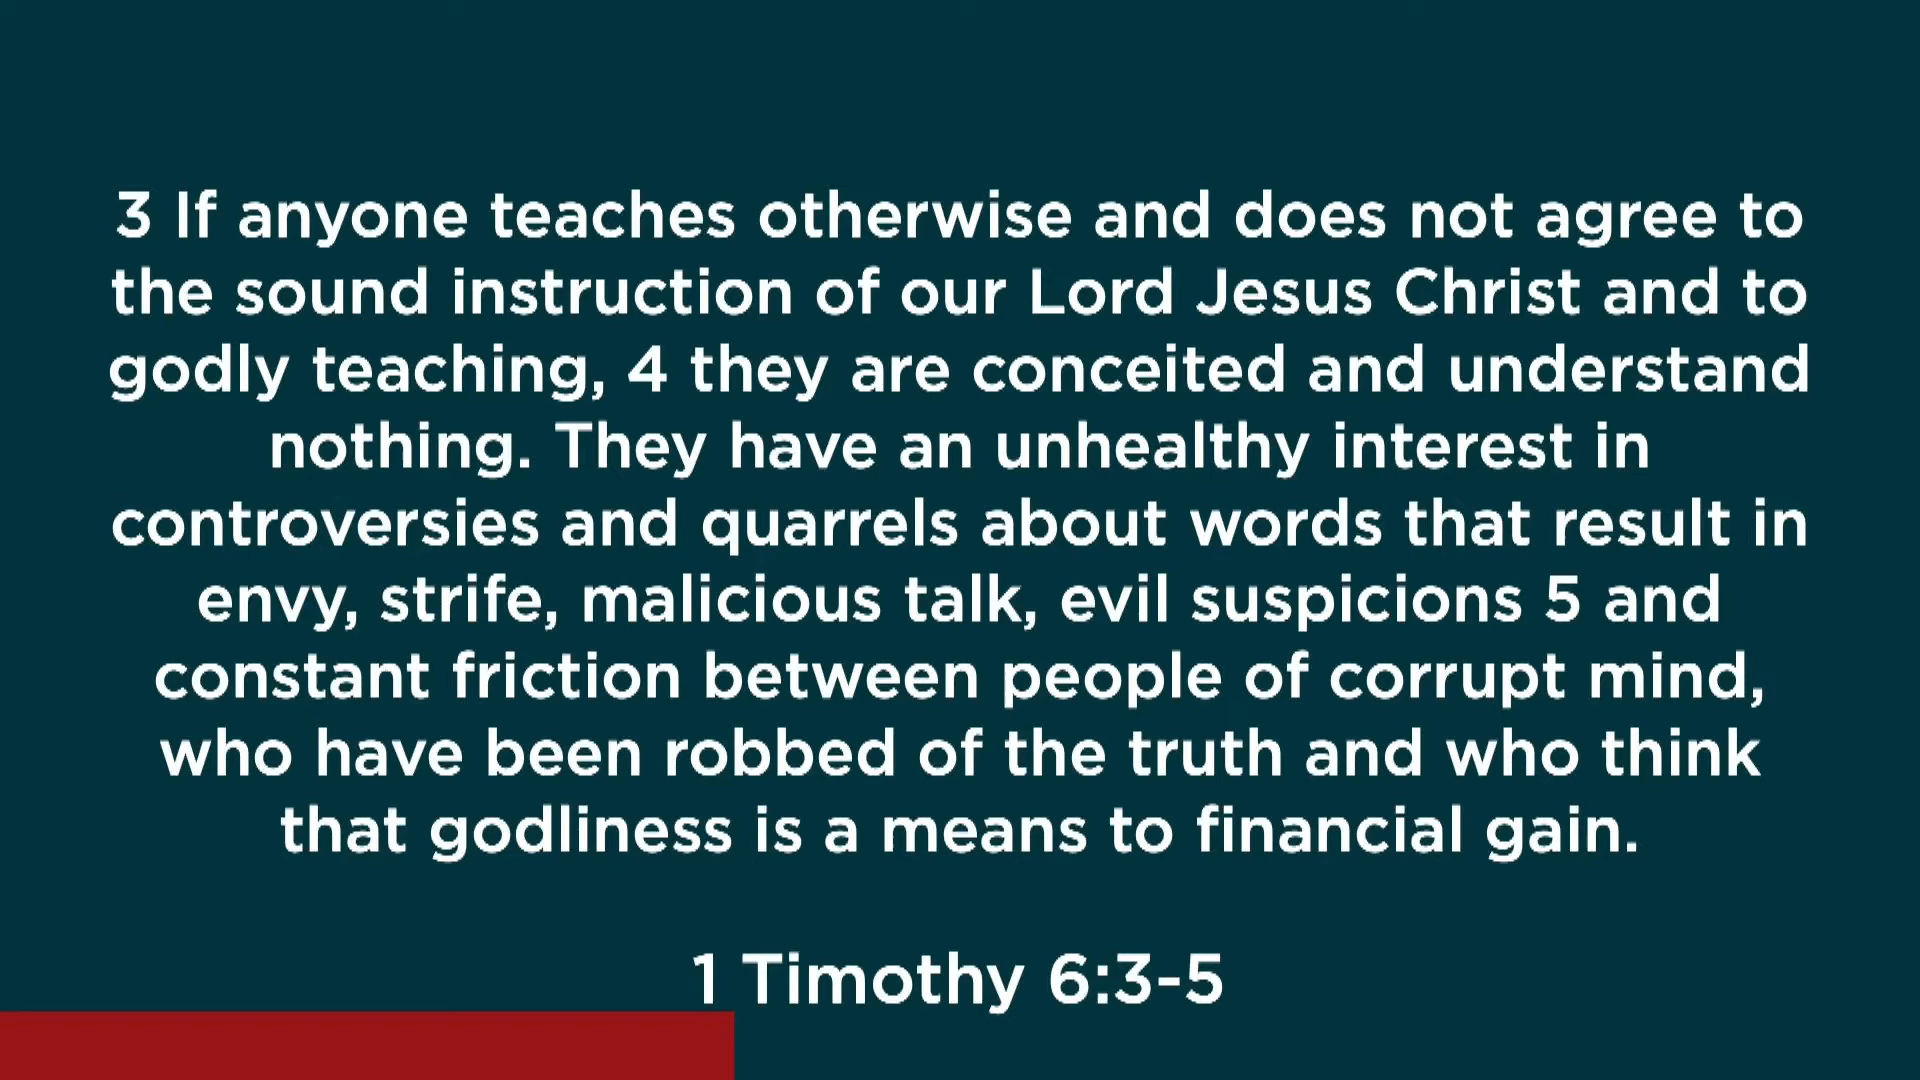 3 If anyone teaches otherwise and does not agree to
the sound instruction of our Lord Jesus Christ and to
godly teaching, 4 they are conceited and understand
nothing. They have an unhealthy interest in
controversies and quarrels about words that result in
envy, strife, malicious talk, evil suspicions 5 and
constant friction between people of corrupt mind,
who have been robbed of the truth and who think
that godliness is a means to financial gain.
1 Timothy 6:3-5